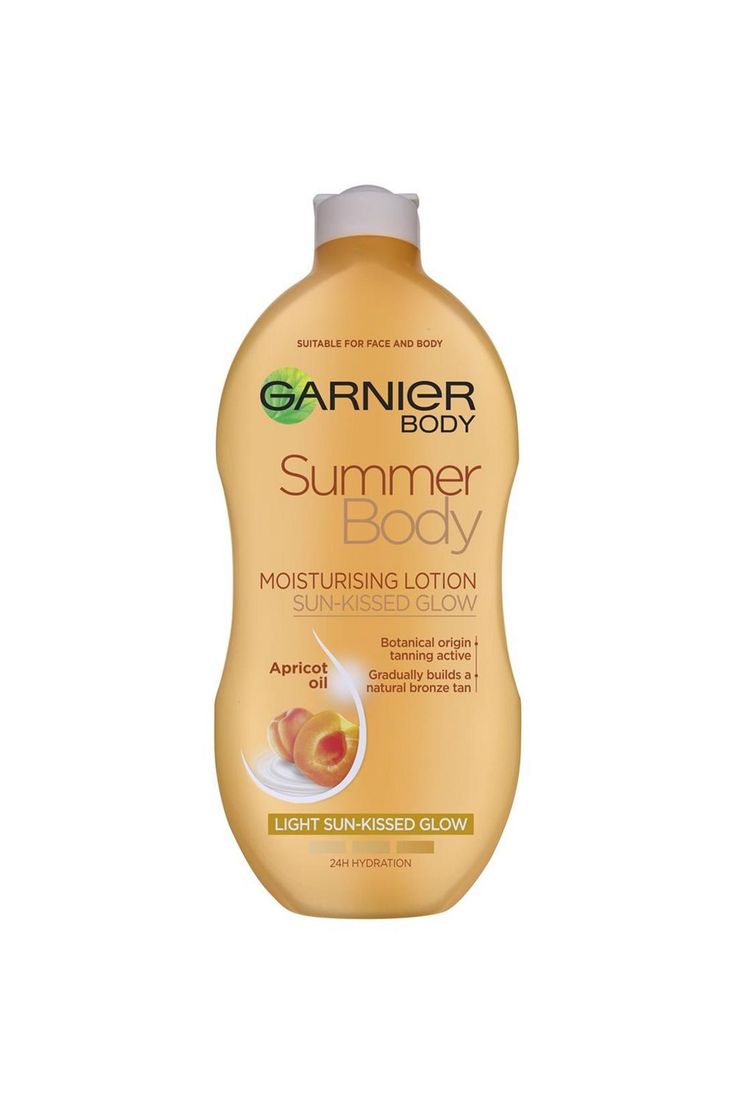 SUITABLE FOR FACE AND BODY
GARNIER
BODY
Summer
Body
MOISTURISING LOTION
SUN-KISSED GLOW
Apricot
oil
Botanical origin
tanning active
Gradually builds a
natural bronze tan
LIGHT SUN-KISSED GLOW
24H HYDRATION